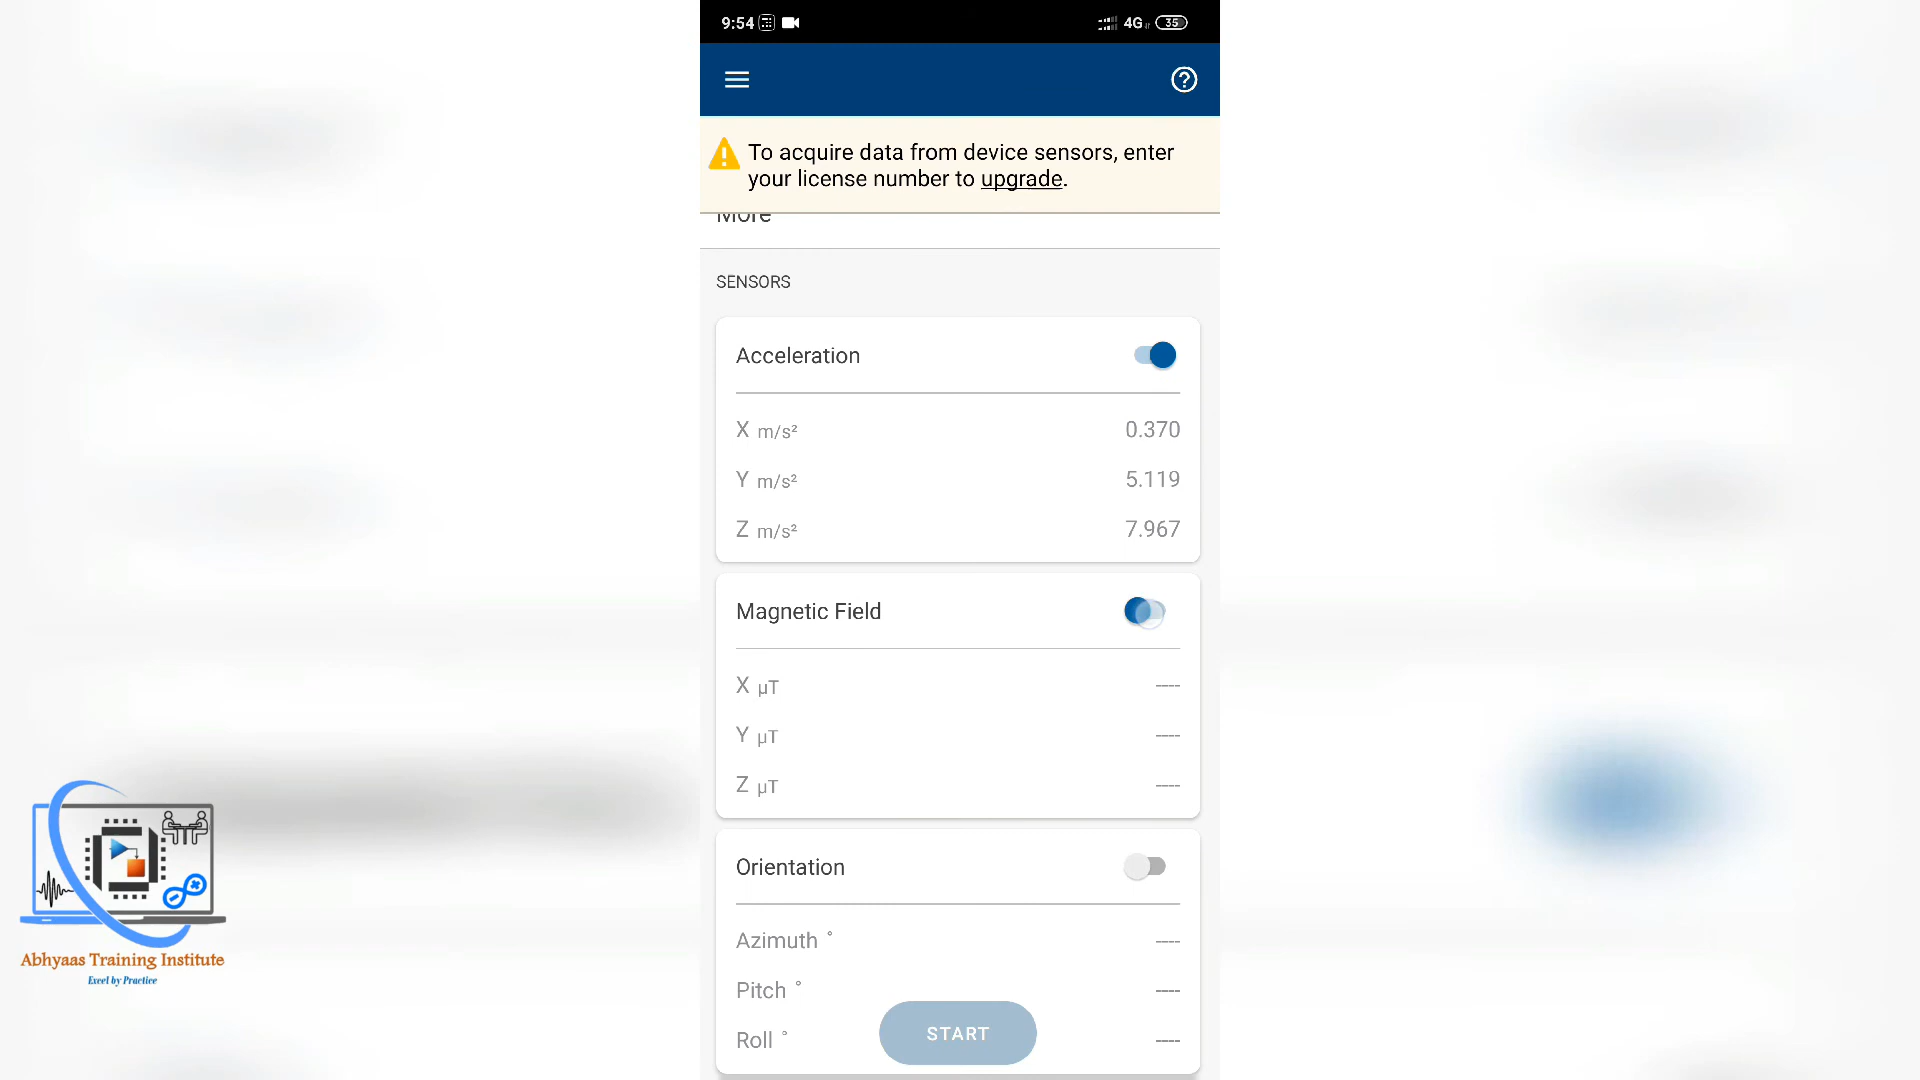 9:54 4G 35
To acquire data from device sensors, enter
your license number to upgrade.
More
SENSORS
Acceleration
X m/s² 0.370
Y m/s² 5.119
Z m/s² 7.967
Magnetic Field
X µT ----
Y µT ----
Z µT ----
Orientation
Azimuth ° ----
Pitch ° ----
Roll ° ----
START
Abhyaas Training Institute
Excel by Practice